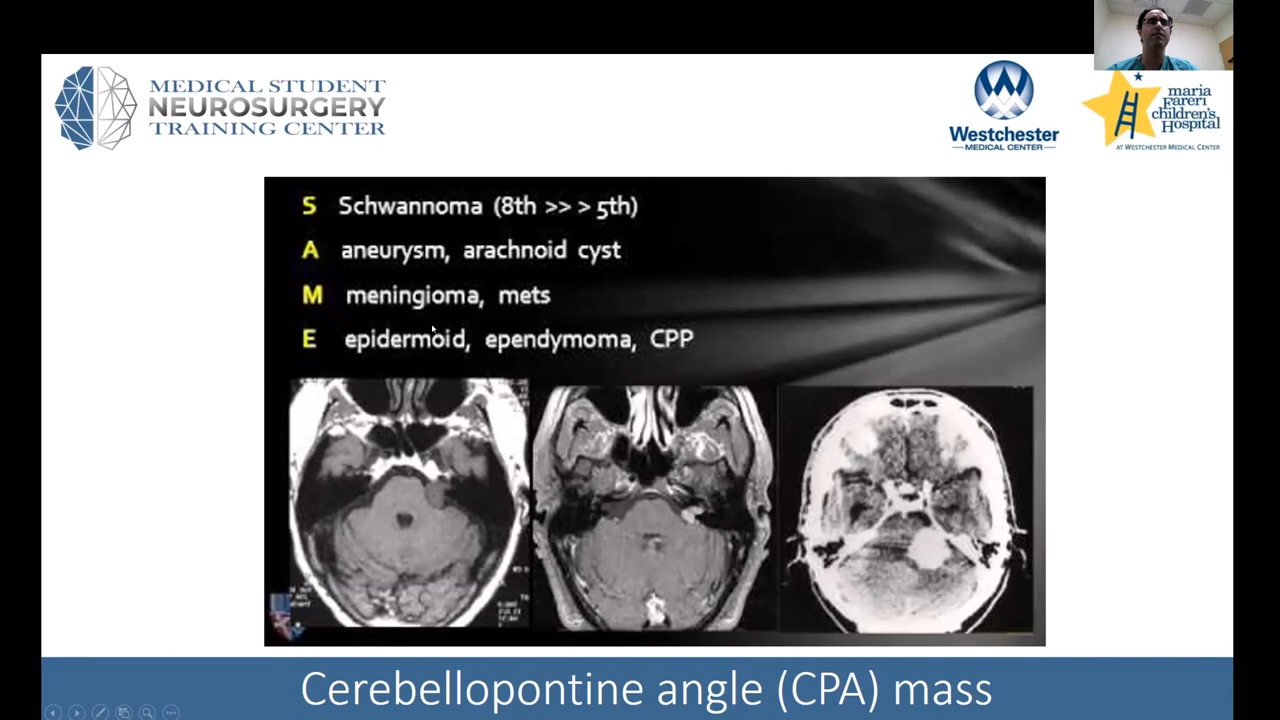 MEDICAL STUDENT
NEUROSURGERY
TRAINING CENTER
Westchester
MEDICAL CENTER
maria
Fareri
children's
Hospital
AT WESTCHESTER MEDICAL CENTER
S Schwannoma (8th >> > 5th)
A aneurysm, arachnoid cyst
M meningioma, mets
E epidermoid, ependymoma, CPP
Cerebellopontine angle (CPA) mass